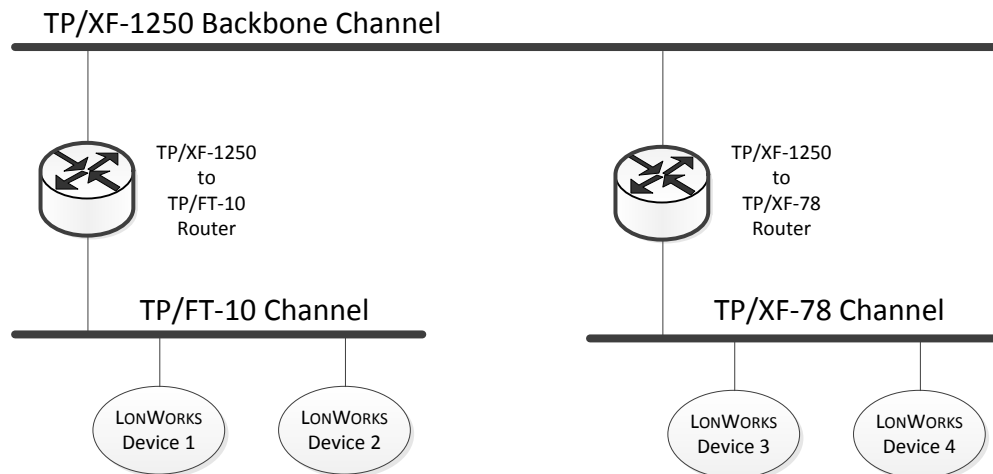 TP/XF-1250 Backbone Channel
TP/XF-1250
to
TP/FT-10
Router
TP/XF-1250
to
TP/XF-78
Router
TP/FT-10 Channel
TP/XF-78 Channel
LONWORKS
Device 1
LONWORKS
Device 2
LONWORKS
Device 3
LONWORKS
Device 4